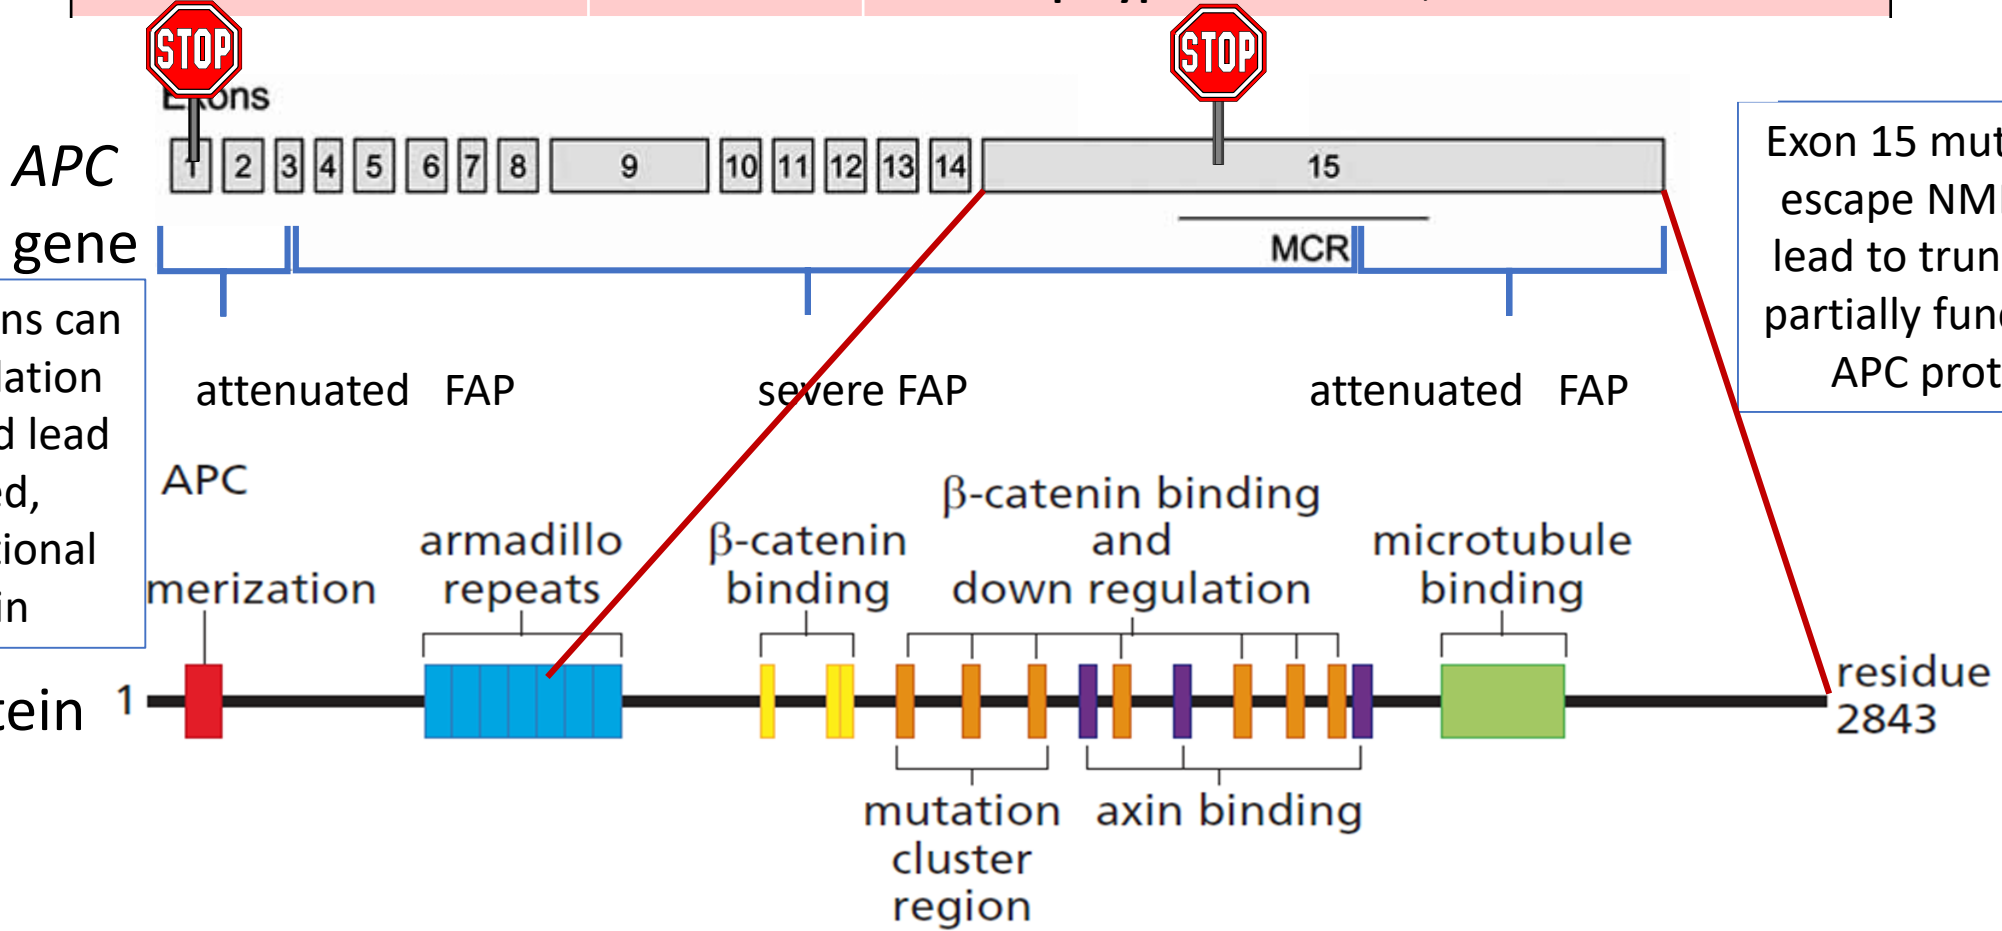 STOP
STOP
Exons
APC
gene
1 2 3 4 5 6 7 8 9 10 11 12 13 14 15
MCR
Exon 15 mut
escape NM
lead to trun
partially fun
APC prot
ns can
lation
d lead
ed,
tional
in
attenuated FAP
severe FAP
attenuated FAP
APC
merization
armadillo
repeats
β-catenin
binding
β-catenin binding
and
down regulation
microtubule
binding
tein
1
residue
2843
mutation
cluster
region
axin binding